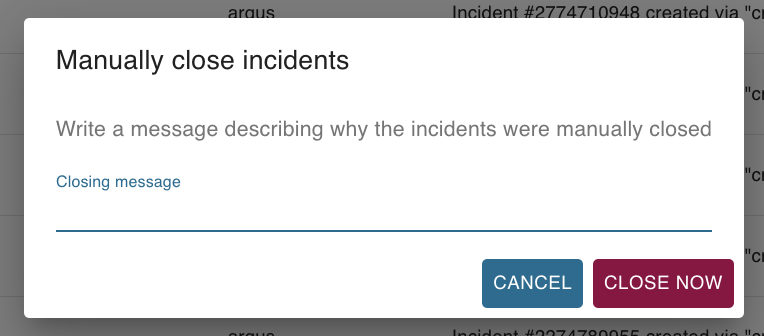 argus Incident #2774710948 created via "cr
Manually close incidents
"cr
Write a message describing why the incidents were manually closed
"cr
Closing message
"cr
CANCEL CLOSE NOW
argus Incident #2274789955 created via "cr